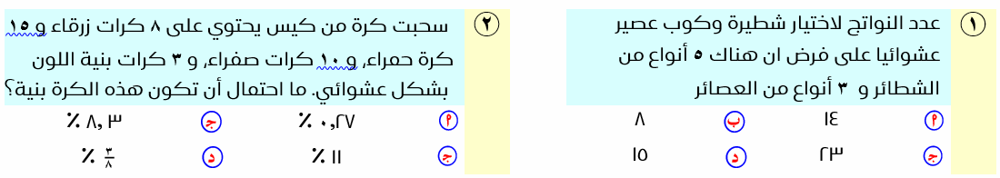 ١ عدد النواتج لاختيار شطيرة وكوب عصير
عشوائيا على فرض ان هناك ٥ أنواع من
الشطائر و ٣ أنواع من العصائر
م ١٤ ب ٨
ج ٢٣ د ١٥
٢ سحبت كرة من كيس يحتوي على ٨ كرات زرقاء و ١٥
كرة حمراء، و ١٠ كرات صفراء، و ٣ كرات بنية اللون
بشكل عشوائي. ما احتمال أن تكون هذه الكرة بنية؟
م ٠,٢٧ ٪ ج ٨,٣ ٪
ج ١١ ٪ د ٣/٨ ٪